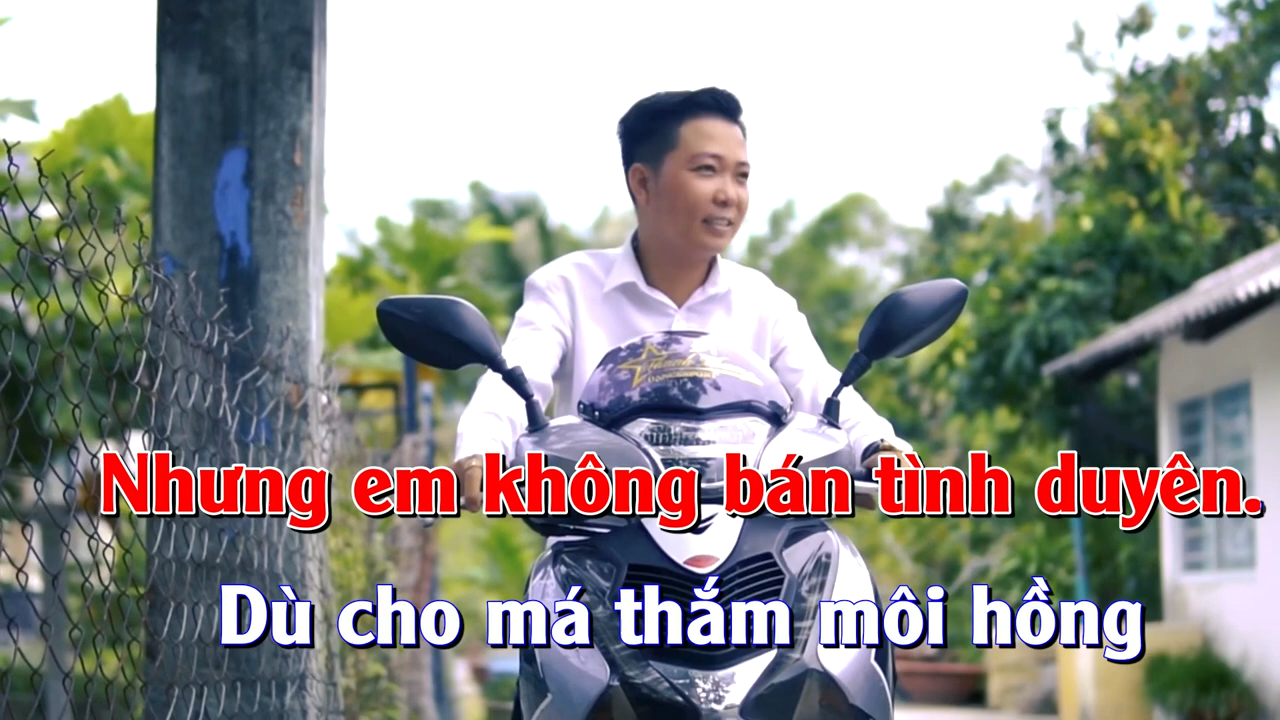 Nhưng em không bán tình duyên.
Dù cho má thắm môi hồng